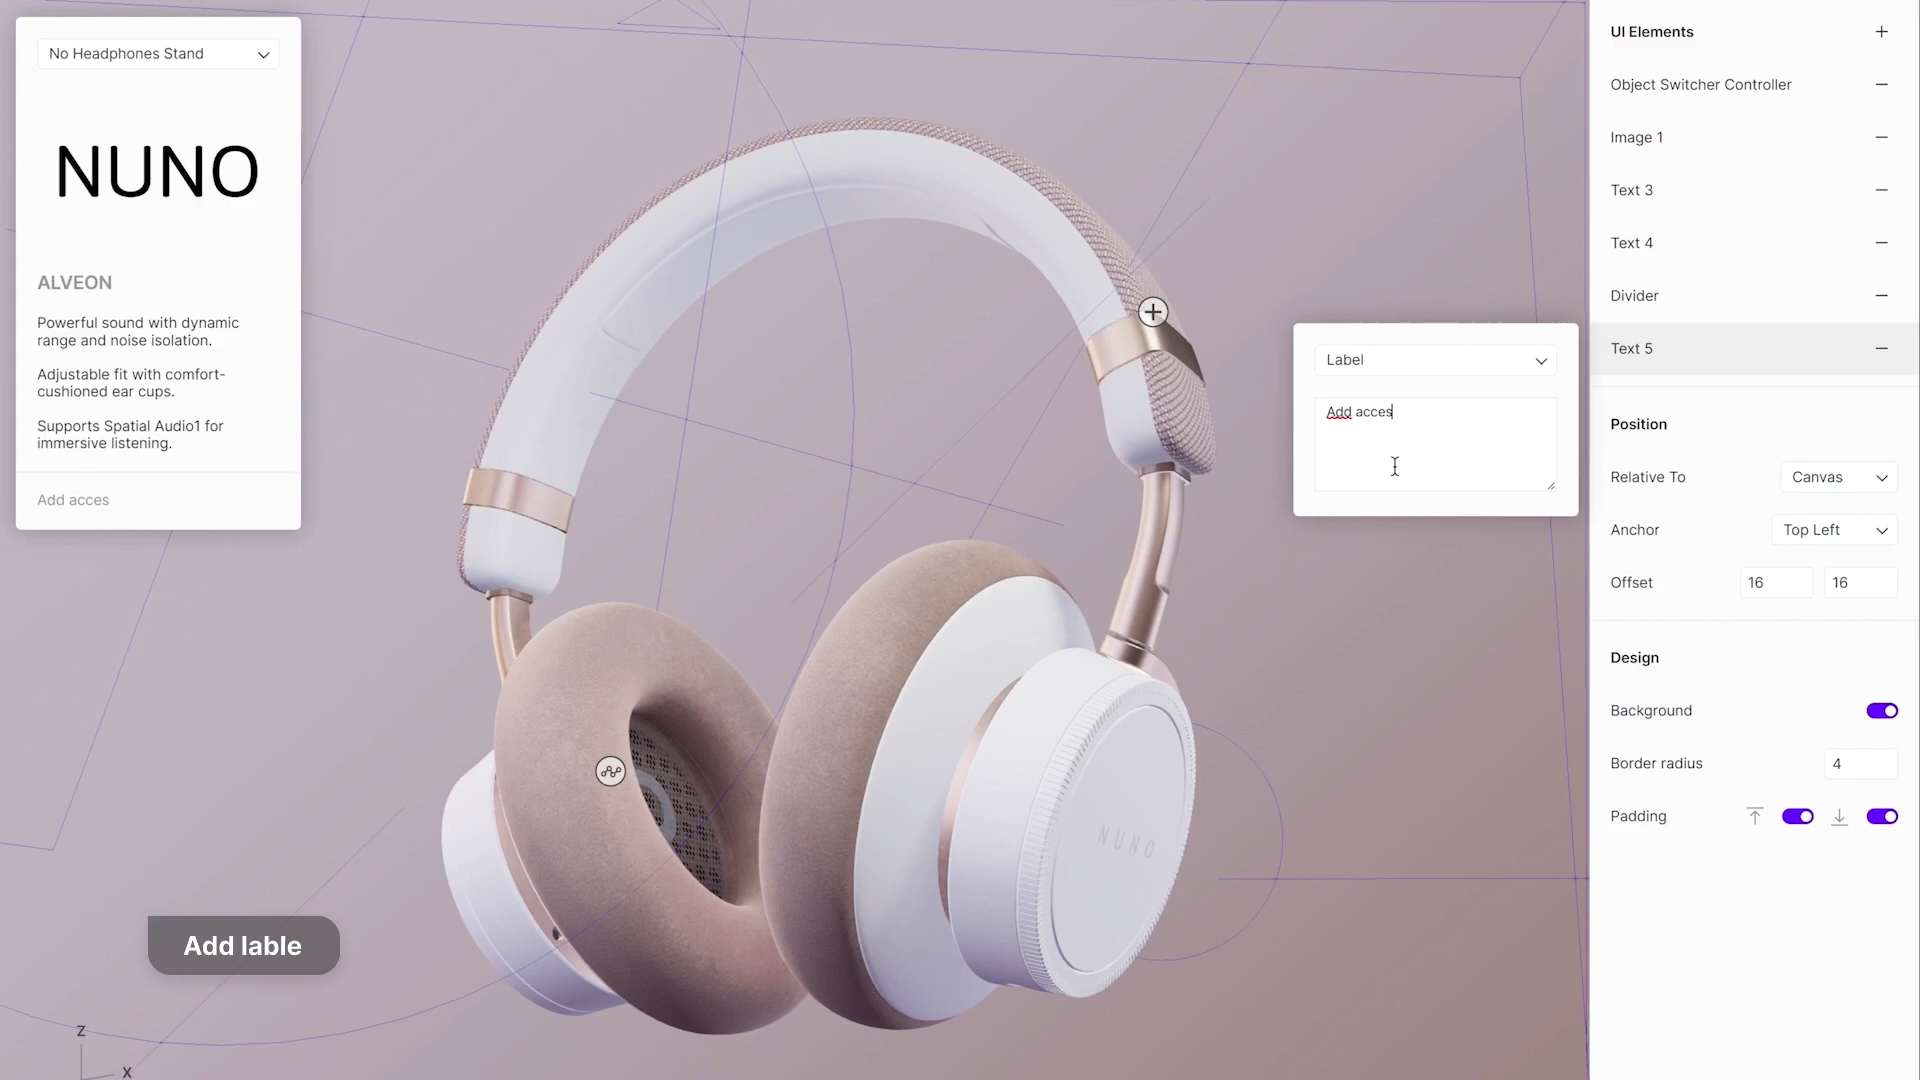 No Headphones Stand
NUNO
ALVEON
Powerful sound with dynamic
range and noise isolation.
Adjustable fit with comfort-
cushioned ear cups.
Supports Spatial Audio1 for
immersive listening.
Add acces
Label
Add acces
NUNO
Add lable
Z
X
UI Elements
Object Switcher Controller
Image 1
Text 3
Text 4
Divider
Text 5
Position
Relative To Canvas
Anchor Top Left
Offset 16 16
Design
Background
Border radius 4
Padding